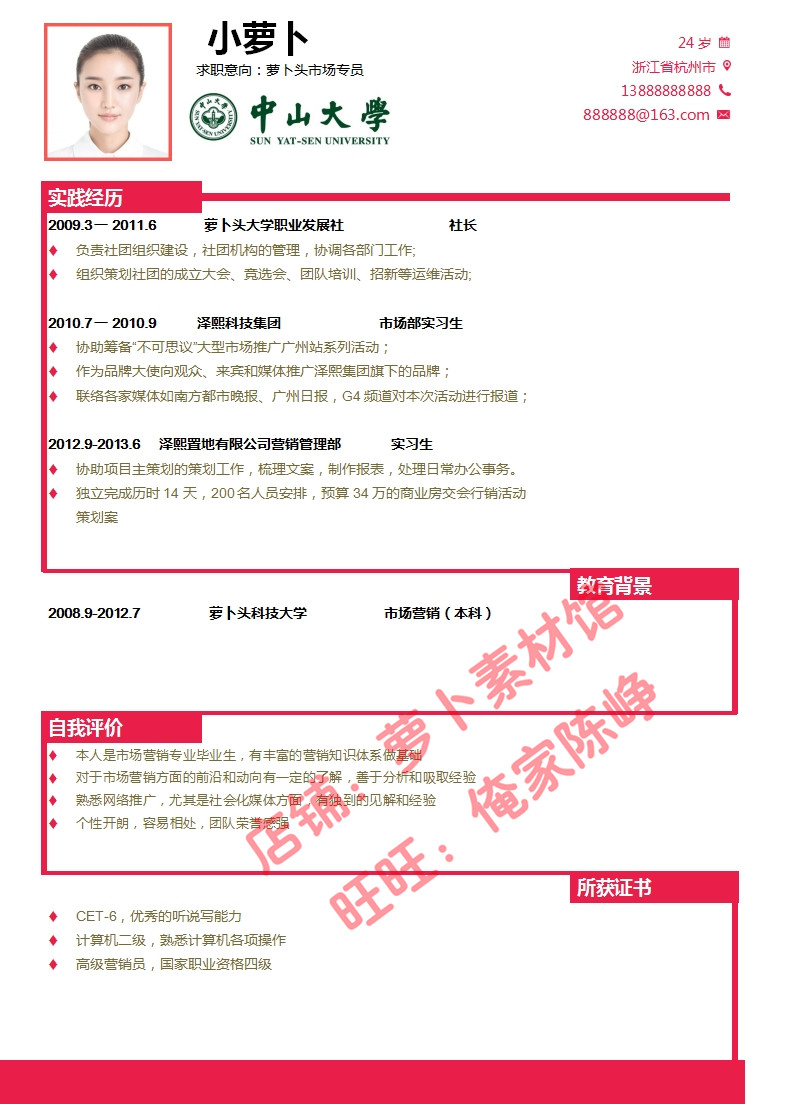 小萝卜
求职意向：萝卜头市场专员
24 岁
浙江省杭州市
13888888888
888888@163.com
中山大學
SUN YAT-SEN UNIVERSITY
中山大学
SUN YAT-SEN UNIVERSITY
实践经历
2009.3一 2011.6 萝卜头大学职业发展社 社长
负责社团组织建设，社团机构的管理，协调各部门工作;
组织策划社团的成立大会、竟选会、团队培训、招新等运维活动;
2010.7一 2010.9 泽熙科技集团 市场部实习生
协助筹备“不可思议”大型市场推广广州站系列活动；
作为品牌大使向观众、来宾和媒体推广泽熙集团旗下的品牌；
联络各家媒体如南方都市晚报、广州日报，G4 频道对本次活动进行报道；
2012.9-2013.6 泽熙置地有限公司营销管理部 实习生
协助项目主策划的策划工作，梳理文案，制作报表，处理日常办公事务。
独立完成历时 14 天，200 名人员安排，预算 34 万的商业房交会行销活动
策划案
教育背景
2008.9-2012.7 萝卜头科技大学 市场营销（本科）
自我评价
本人是市场营销专业毕业生，有丰富的营销知识体系做基础
对于市场营销方面的前沿和动向有一定的了解，善于分析和吸取经验
熟悉网络推广，尤其是社会化媒体方面，有独到的见解和经验
个性开朗，容易相处，团队荣誉感强
店铺：萝卜素材馆
旺旺：俺家陈峥
所获证书
CET-6，优秀的听说写能力
计算机二级，熟悉计算机各项操作
高级营销员，国家职业资格四级